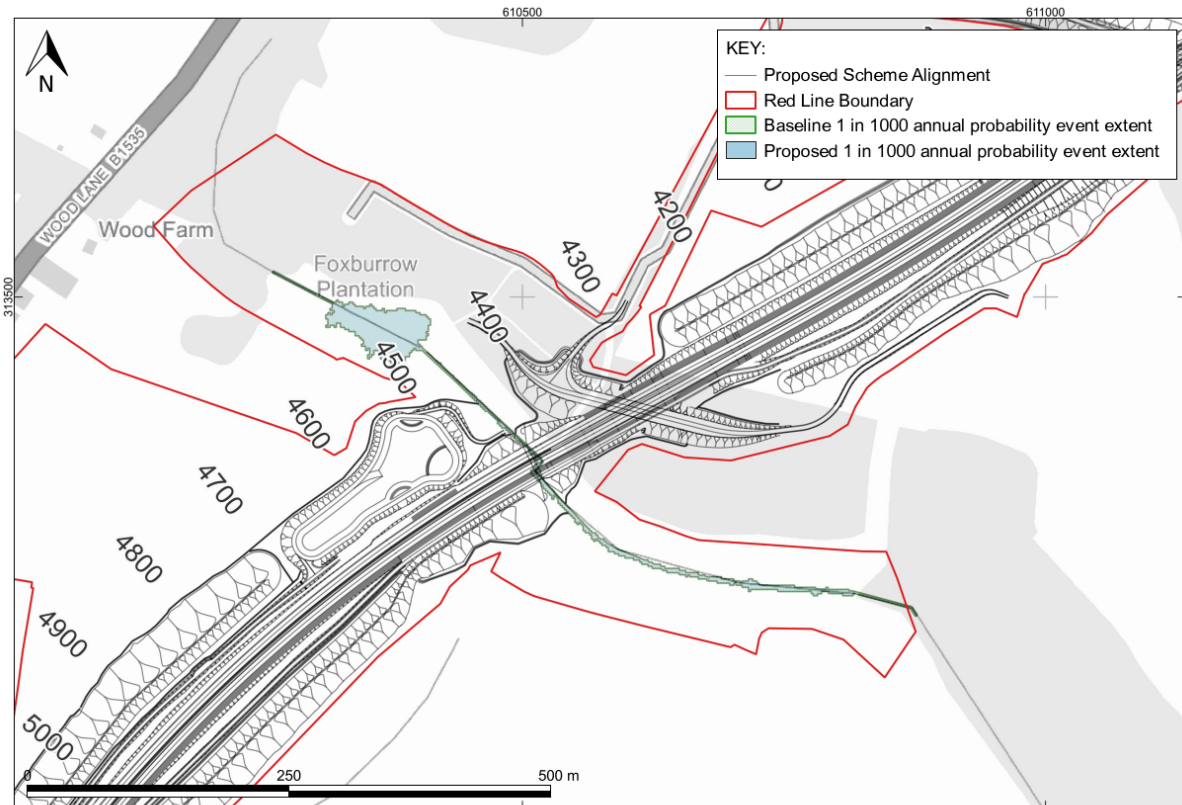 610500
611000
N
KEY:
Proposed Scheme Alignment
Red Line Boundary
Baseline 1 in 1000 annual probability event extent
Proposed 1 in 1000 annual probability event extent
WOOD LANE B1535
Wood Farm
Foxburrow
Plantation
313500
4200
4300
4400
4500
4600
4700
4800
4900
5000
0
250
500 m